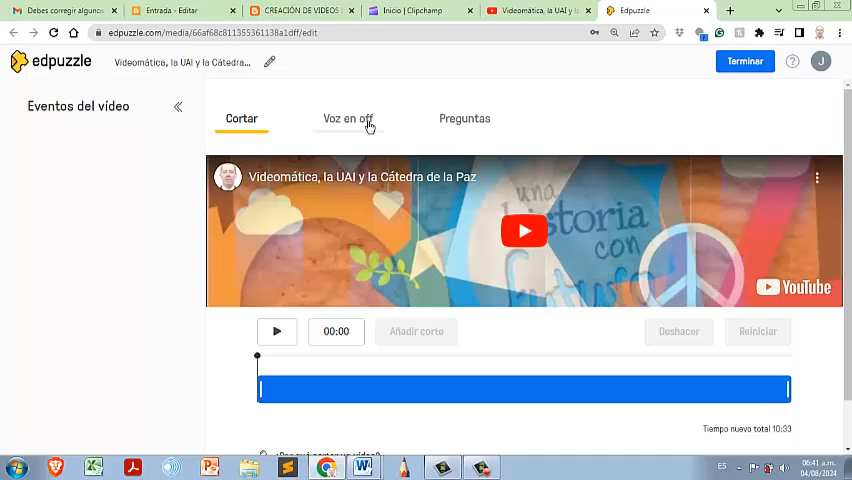 Debes corregir algunos
Entrada - Editar
CREACIÓN DE VIDEOS
Inicio | Clipchamp
Videomática, la UAI y la
Edpuzzle
edpuzzle.com/media/66af68c811355361138a1dff/edit
edpuzzle
Videomática, la UAI y la Cátedra...
Terminar
?
J
Eventos del vídeo
Cortar
Voz en off
Preguntas
Videomática, la UAI y la Cátedra de la Paz
una
historia
con
YouTube
00:00
Añadir corte
Deshacer
Reiniciar
Tiempo nuevo total 10:33
ES
06:41 a.m.
04/08/2024